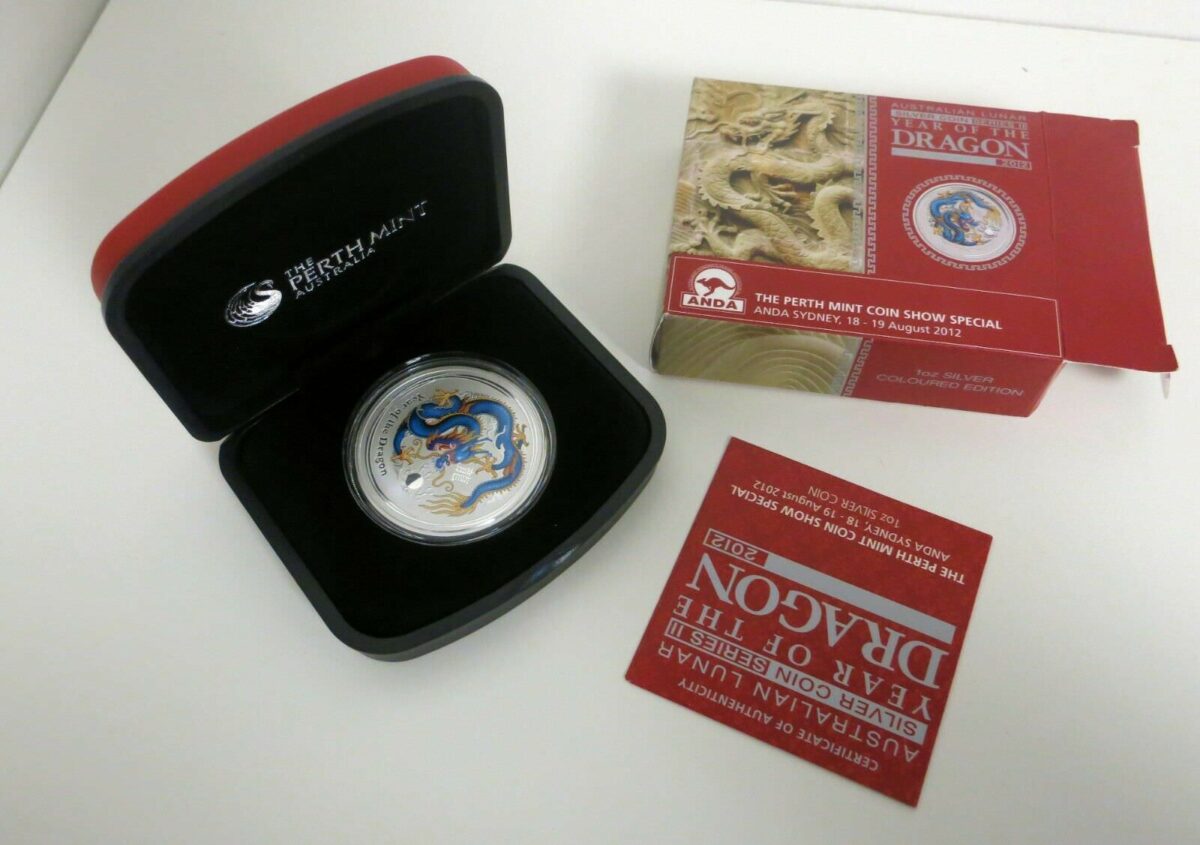 THE
PERTH MINT
AUSTRALIA
Year of the Dragon
龍
AUSTRALIAN LUNAR
SILVER COIN SERIES II
YEAR OF THE
DRAGON
2012
ANDA
THE PERTH MINT COIN SHOW SPECIAL
ANDA SYDNEY, 18 - 19 August 2012
1oz SILVER
COLOURED EDITION
CERTIFICATE OF AUTHENTICITY
AUSTRALIAN LUNAR
SILVER COIN SERIES II
YEAR OF THE
DRAGON
2012
THE PERTH MINT COIN SHOW SPECIAL
ANDA SYDNEY, 18 - 19 August 2012
1oz SILVER COIN